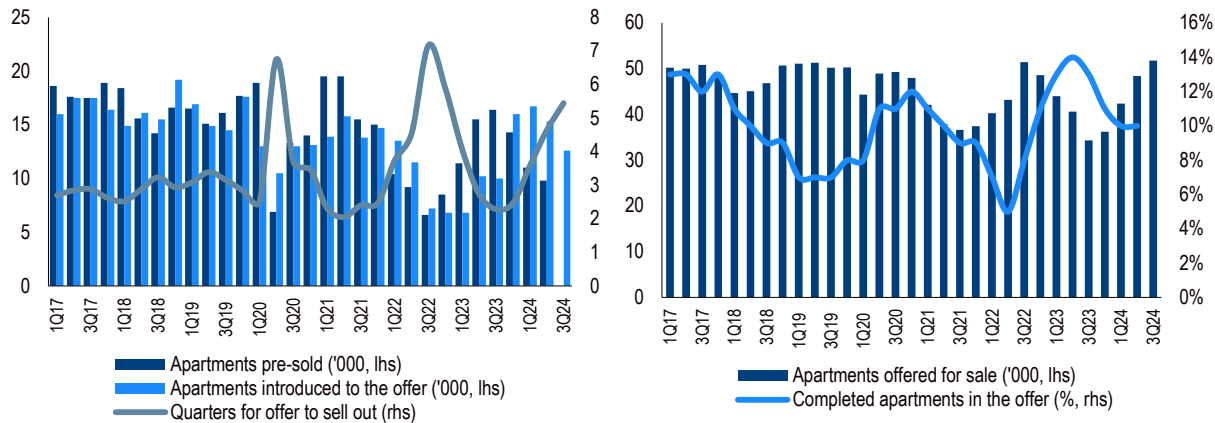 25
20
15
10
5
0
8
7
6
5
4
3
2
1
0
1Q17
3Q17
1Q18
3Q18
1Q19
3Q19
1Q20
3Q20
1Q21
3Q21
1Q22
3Q22
1Q23
3Q23
1Q24
3Q24
Apartments pre-sold ('000, lhs)
Apartments introduced to the offer ('000, lhs)
Quarters for offer to sell out (rhs)
60
50
40
30
20
10
0
16%
14%
12%
10%
8%
6%
4%
2%
0%
1Q17
3Q17
1Q18
3Q18
1Q19
3Q19
1Q20
3Q20
1Q21
3Q21
1Q22
3Q22
1Q23
3Q23
1Q24
3Q24
Apartments offered for sale ('000, lhs)
Completed apartments in the offer (%, rhs)